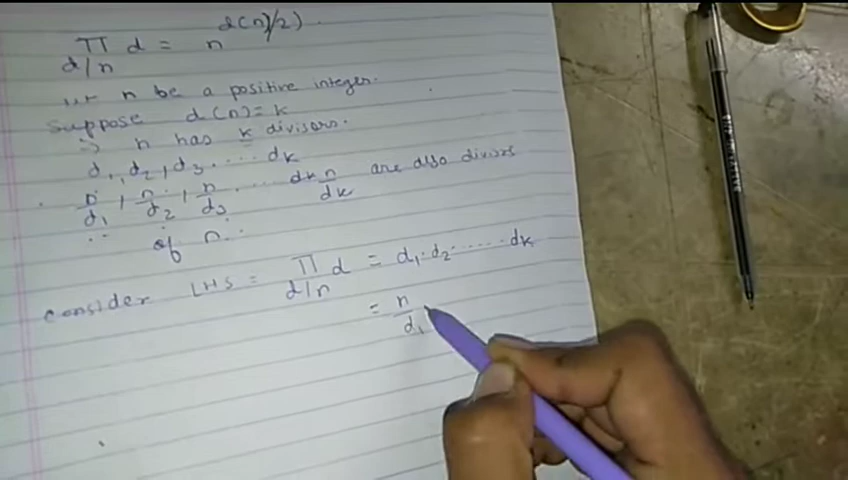 ∏ d = n^(d(n)/2)
d/n
Let n be a positive integer.
Suppose d(n) = k
⇒ n has k divisors.
d₁, d₂, d₃ .... dk
n/d₁, n/d₂, n/d₃ .... dk n/dk are also divisors
of n.
Consider LHS = ∏ d = d₁·d₂ ..... dk
d/n
= n/d₁